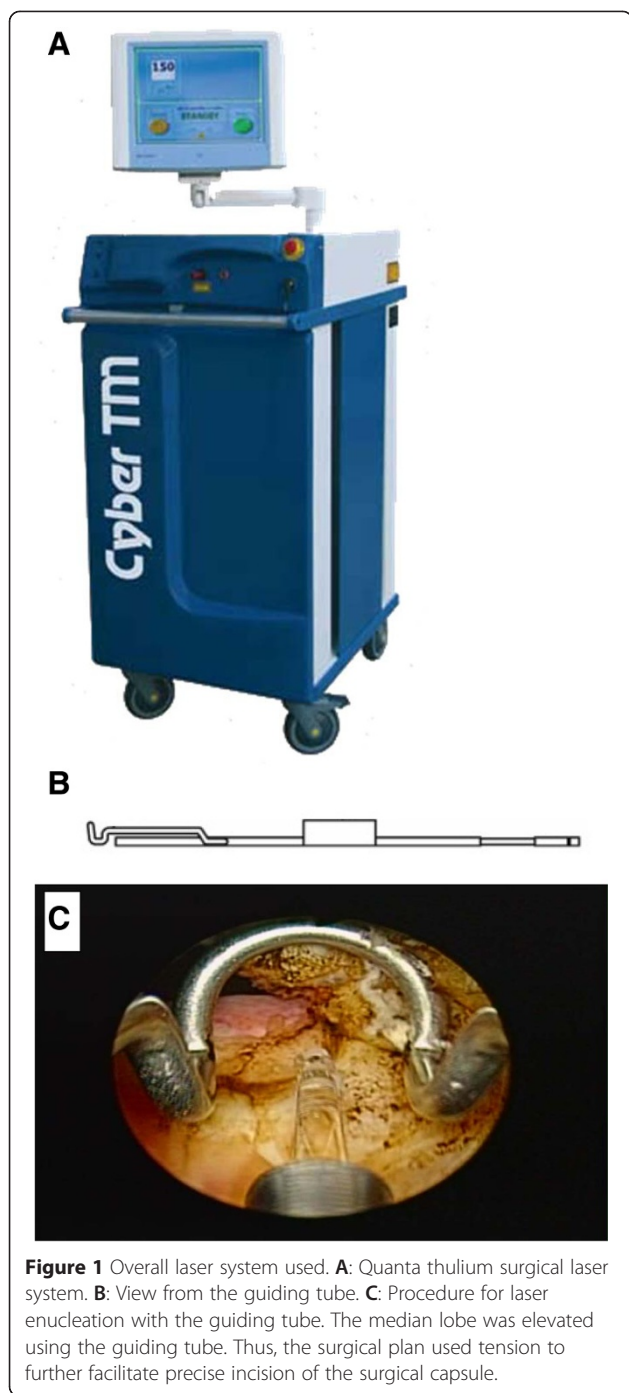 A
150
STANDBY
Cyber TM
B
C
Figure 1 Overall laser system used. A: Quanta thulium surgical laser
system. B: View from the guiding tube. C: Procedure for laser
enucleation with the guiding tube. The median lobe was elevated
using the guiding tube. Thus, the surgical plan used tension to
further facilitate precise incision of the surgical capsule.